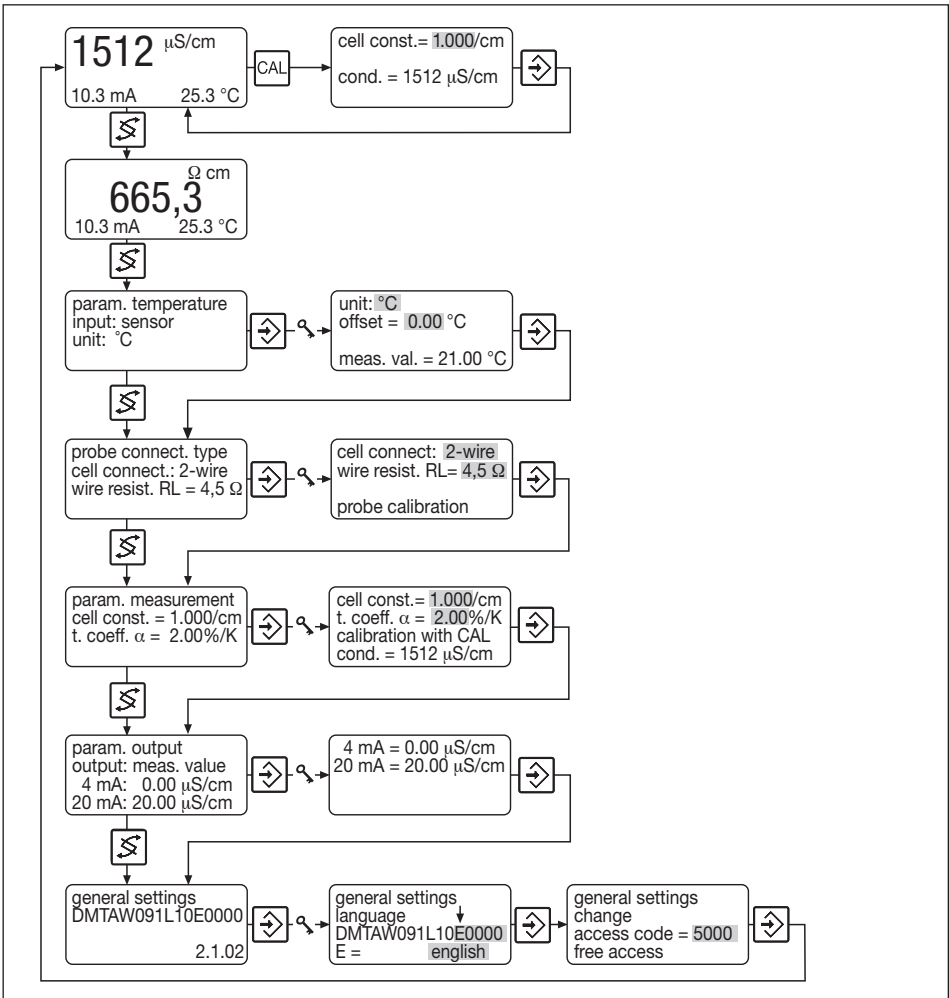 1512 µS/cm
10.3 mA 25.3 °C
CAL
cell const.= 1.000/cm
cond. = 1512 µS/cm
Ω cm
665,3
10.3 mA 25.3 °C
param. temperature
input: sensor
unit: °C
unit: °C
offset = 0.00 °C
meas. val. = 21.00 °C
probe connect. type
cell connect.: 2-wire
wire resist. RL = 4,5 Ω
cell connect: 2-wire
wire resist. RL= 4,5 Ω
probe calibration
param. measurement
cell const. = 1.000/cm
t. coeff. α = 2.00%/K
cell const.= 1.000/cm
t. coeff. α = 2.00%/K
calibration with CAL
cond. = 1512 µS/cm
param. output
output: meas. value
4 mA: 0.00 µS/cm
20 mA: 20.00 µS/cm
4 mA = 0.00 µS/cm
20 mA = 20.00 µS/cm
general settings
DMTAW091L10E0000
2.1.02
general settings
language
DMTAW091L10E0000
E = english
general settings
change
access code = 5000
free access